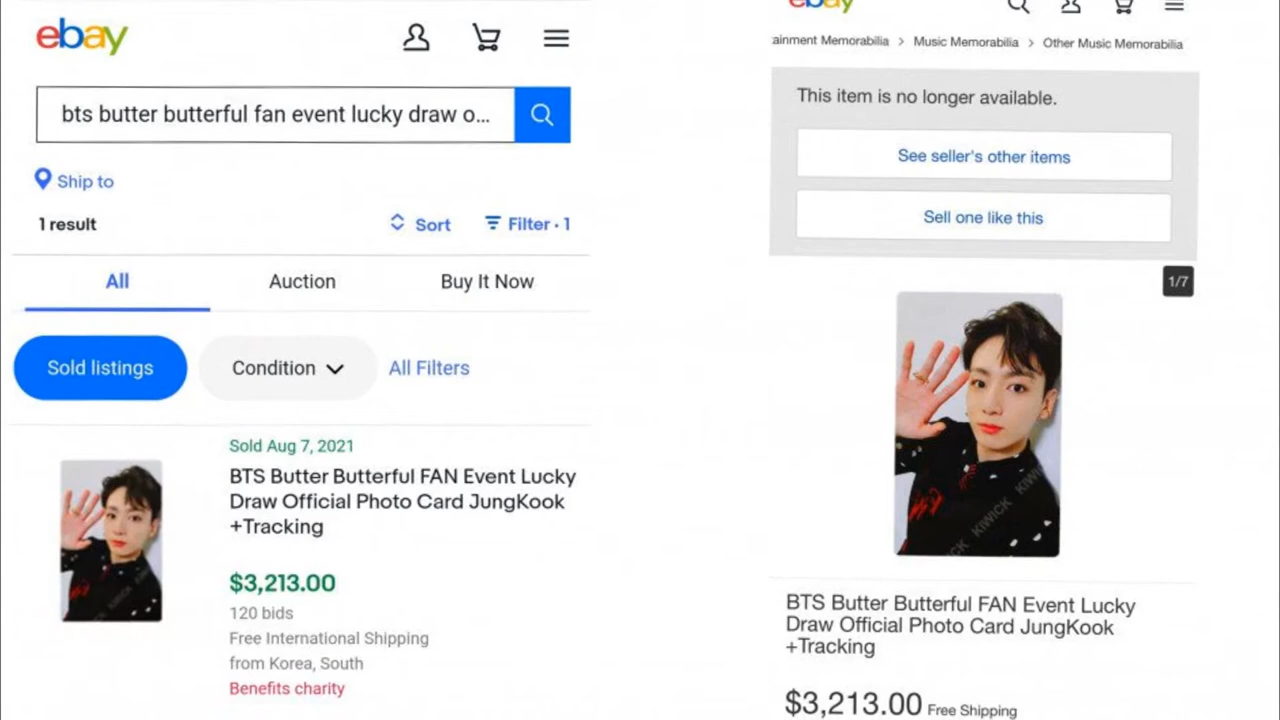 ebay
bts butter butterful fan event lucky draw o...
Ship to
1 result
Sort
Filter · 1
All
Auction
Buy It Now
Sold listings
Condition
All Filters
Sold Aug 7, 2021
BTS Butter Butterful FAN Event Lucky
Draw Official Photo Card JungKook
+Tracking
$3,213.00
120 bids
Free International Shipping
from Korea, South
Benefits charity
ebay
ainment Memorabilia > Music Memorabilia > Other Music Memorabilia
This item is no longer available.
See seller's other items
Sell one like this
1/7
KIWICK
BTS Butter Butterful FAN Event Lucky
Draw Official Photo Card JungKook
+Tracking
$3,213.00 Free Shipping